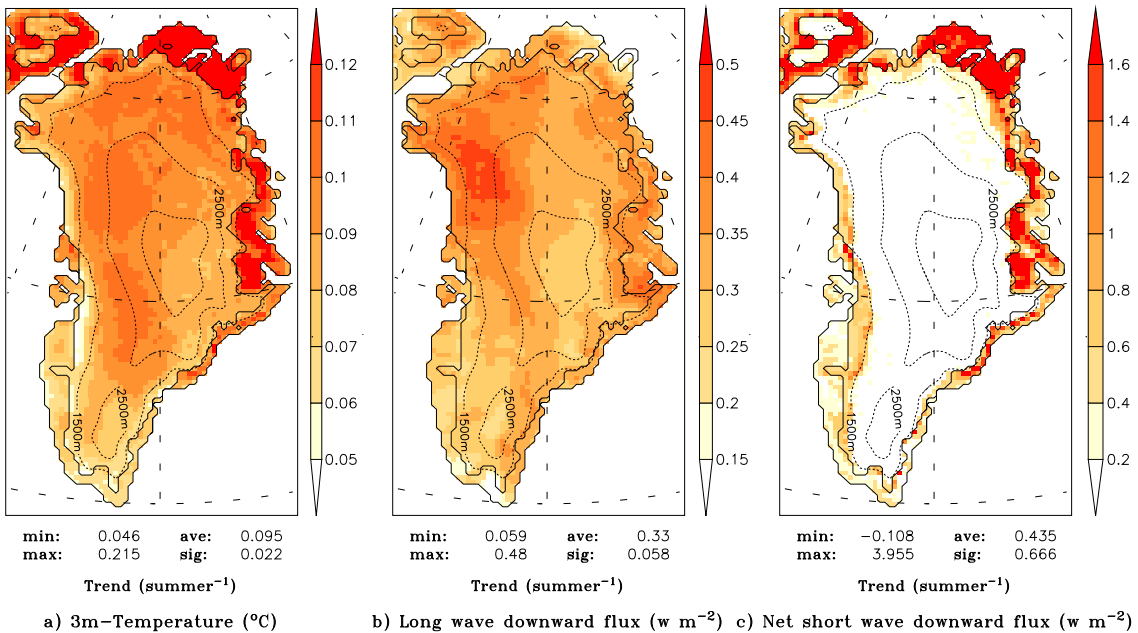 0.12
0.11
0.1
0.09
0.08
0.07
0.06
0.05
2500m
2500m
1500m
min: 0.046 ave: 0.095
max: 0.215 sig: 0.022
Trend (summer⁻¹)
a) 3m−Temperature (°C)
0.5
0.45
0.4
0.35
0.3
0.25
0.2
0.15
2500m
2500m
1500m
min: 0.059 ave: 0.33
max: 0.48 sig: 0.058
Trend (summer⁻¹)
b) Long wave downward flux (w m⁻²)
1.6
1.4
1.2
1
0.8
0.6
0.4
0.2
2500m
2500m
1500m
min: −0.108 ave: 0.435
max: 3.955 sig: 0.666
Trend (summer⁻¹)
c) Net short wave downward flux (w m⁻²)